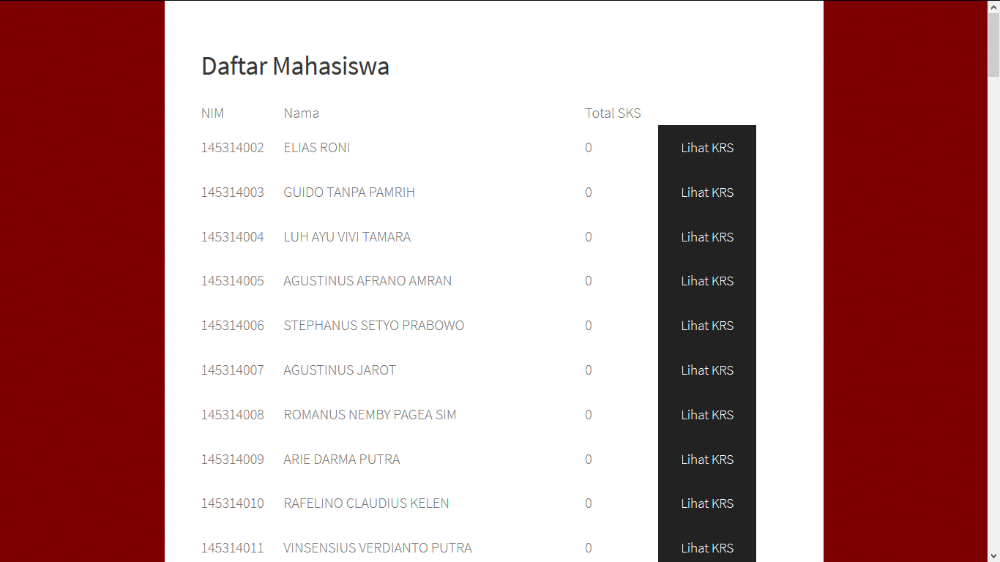 Daftar Mahasiswa
NIM Nama Total SKS
145314002 ELIAS RONI 0 Lihat KRS
145314003 GUIDO TANPA PAMRIH 0 Lihat KRS
145314004 LUH AYU VIVI TAMARA 0 Lihat KRS
145314005 AGUSTINUS AFRANO AMRAN 0 Lihat KRS
145314006 STEPHANUS SETYO PRABOWO 0 Lihat KRS
145314007 AGUSTINUS JAROT 0 Lihat KRS
145314008 ROMANUS NEMBY PAGEA SIM 0 Lihat KRS
145314009 ARIE DARMA PUTRA 0 Lihat KRS
145314010 RAFELINO CLAUDIUS KELEN 0 Lihat KRS
145314011 VINSENSIUS VERDIANTO PUTRA 0 Lihat KRS